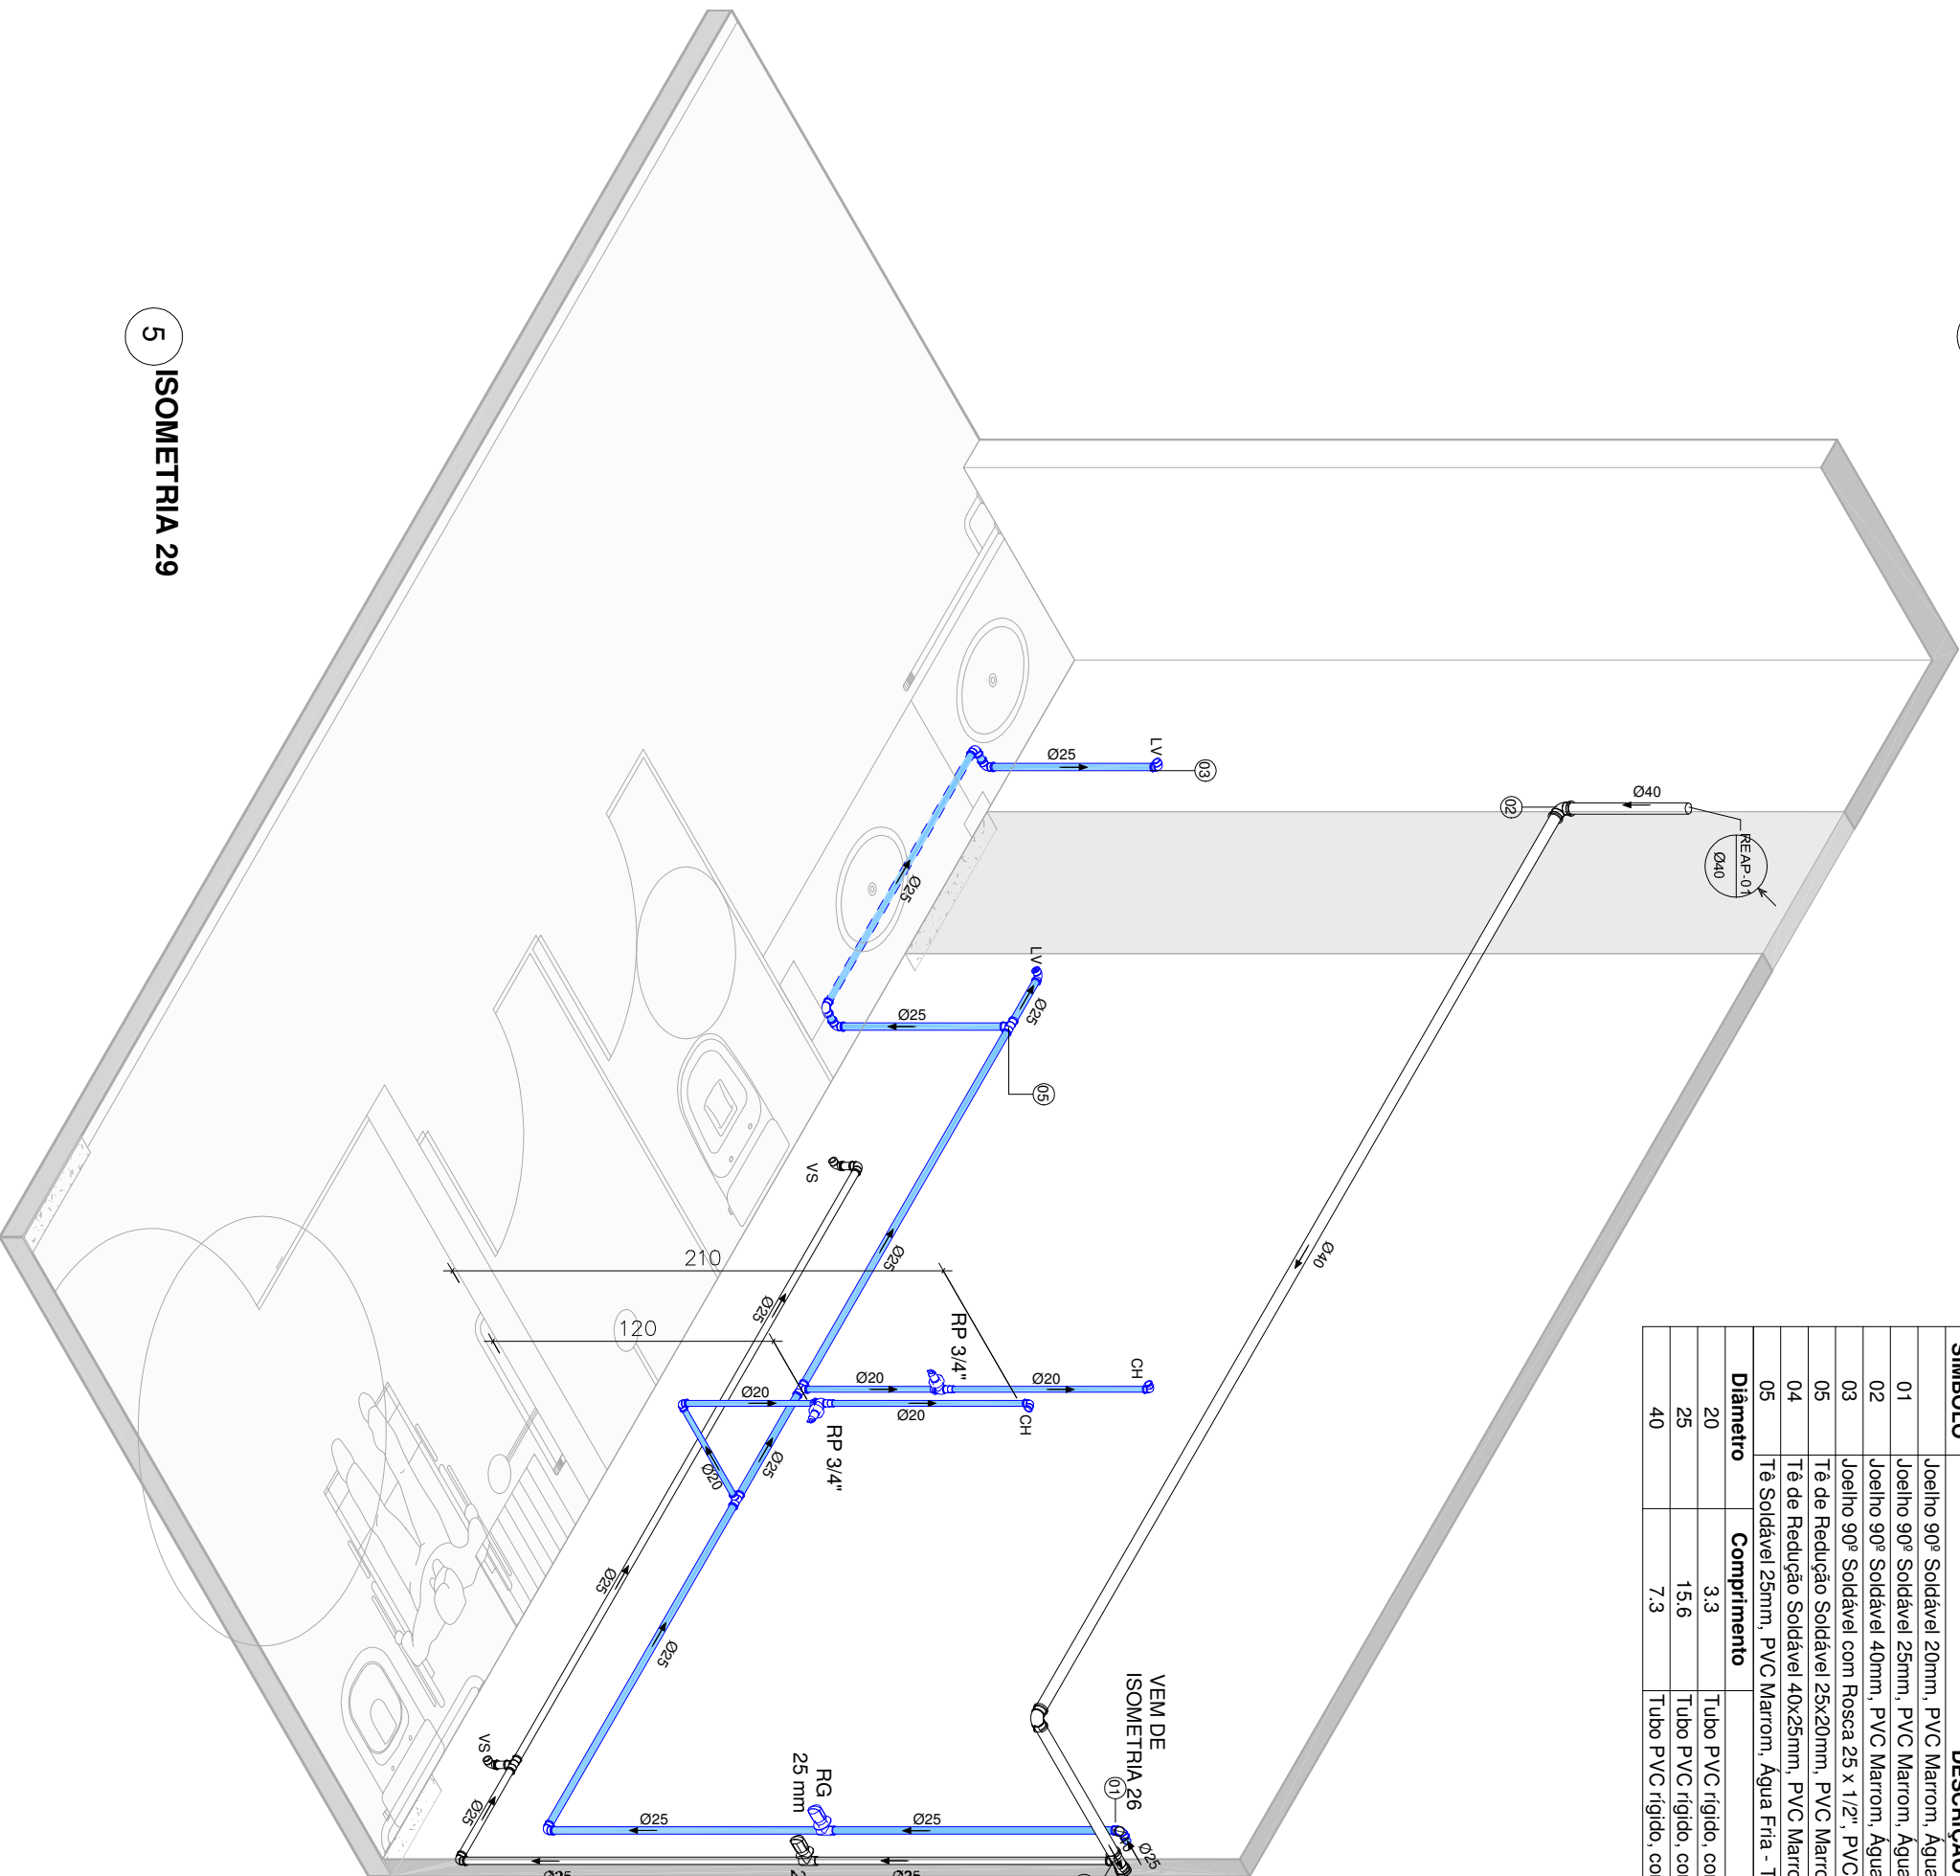 5
ISOMETRIA 29
SÍMBOLO
Joelho 90º Soldável 20mm, PVC Marrom, Água
01 Joelho 90º Soldável 25mm, PVC Marrom, Água
02 Joelho 90º Soldável 40mm, PVC Marrom, Água
03 Joelho 90º Soldável com Rosca 25 x 1/2", PVC
05 Tê de Redução Soldável 25x20mm, PVC Marro
04 Tê de Redução Soldável 40x25mm, PVC Marro
05 Tê Soldável 25mm, PVC Marrom, Água Fria - T
Diâmetro Comprimento
20 3.3 Tubo PVC rígido, co
25 15.6 Tubo PVC rígido, co
40 7.3 Tubo PVC rígido, co
REAP-01
Ø40
Ø40
02
Ø40
LV
03
Ø25
Ø25
LV
Ø25
Ø25
05
VS
Ø25
Ø25
210
120
RP 3/4"
CH
Ø20
Ø20
Ø20
Ø20
CH
RP 3/4"
Ø25
Ø20
Ø25
Ø25
VS
Ø25
VEM DE
ISOMETRIA 26
01
Ø25
RG
25 mm
Ø25
Ø25